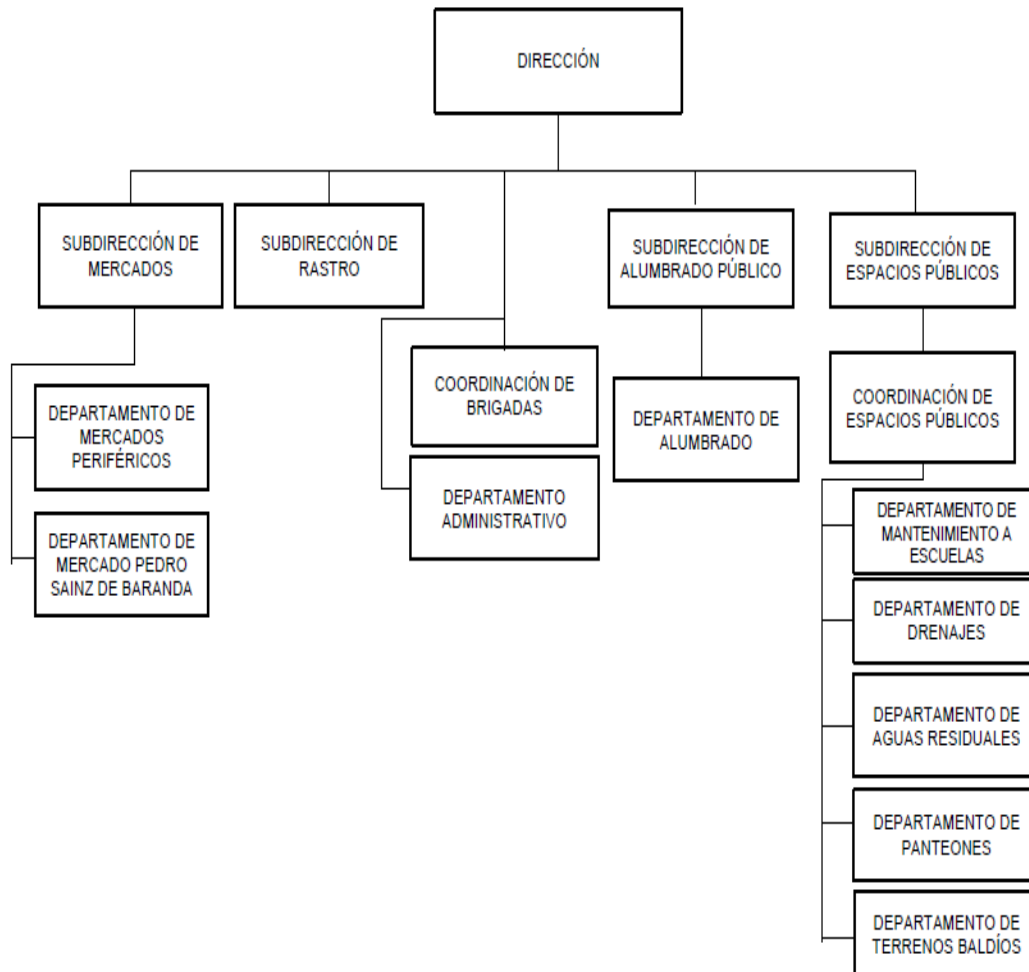 DIRECCIÓN
SUBDIRECCIÓN DE
MERCADOS
SUBDIRECCIÓN DE
RASTRO
SUBDIRECCIÓN DE
ALUMBRADO PÚBLICO
SUBDIRECCIÓN DE
ESPACIOS PÚBLICOS
DEPARTAMENTO DE
MERCADOS
PERIFÉRICOS
DEPARTAMENTO DE
MERCADO PEDRO
SAINZ DE BARANDA
COORDINACIÓN DE
BRIGADAS
DEPARTAMENTO
ADMINISTRATIVO
DEPARTAMENTO DE
ALUMBRADO
COORDINACIÓN DE
ESPACIOS PÚBLICOS
DEPARTAMENTO DE
MANTENIMIENTO A
ESCUELAS
DEPARTAMENTO DE
DRENAJES
DEPARTAMENTO DE
AGUAS RESIDUALES
DEPARTAMENTO DE
PANTEONES
DEPARTAMENTO DE
TERRENOS BALDÍOS